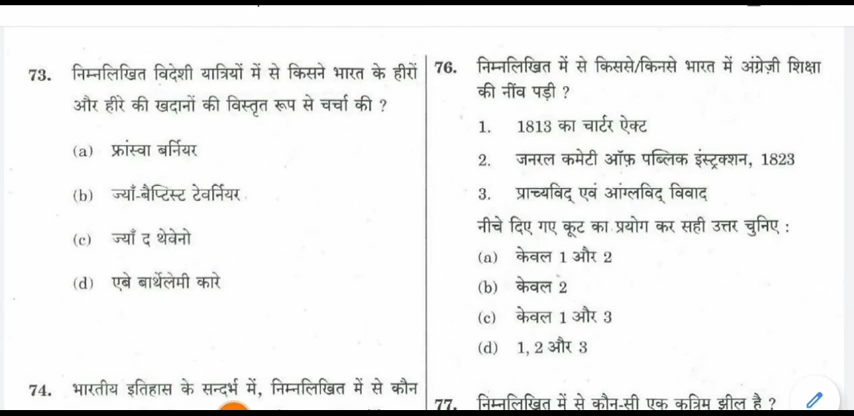 73. निम्नलिखित विदेशी यात्रियों में से किसने भारत के हीरों
और हीरे की खदानों की विस्तृत रूप से चर्चा की ?
(a) फ्रांस्वा बर्नियर
(b) ज्याँ-बैप्टिस्ट टेवर्नियर
(c) ज्याँ द थेवेनो
(d) एबे बार्थेलेमी कारे
74. भारतीय इतिहास के सन्दर्भ में, निम्नलिखित में से कौन
76. निम्नलिखित में से किससे/किनसे भारत में अंग्रेज़ी शिक्षा
की नींव पड़ी ?
1. 1813 का चार्टर ऐक्ट
2. जनरल कमेटी ऑफ़ पब्लिक इंस्ट्रक्शन, 1823
3. प्राच्यविद् एवं आंग्लविद् विवाद
नीचे दिए गए कूट का प्रयोग कर सही उत्तर चुनिए :
(a) केवल 1 और 2
(b) केवल 2
(c) केवल 1 और 3
(d) 1, 2 और 3
77. निम्नलिखित में से कौन-सी एक कृत्रिम झील है ?